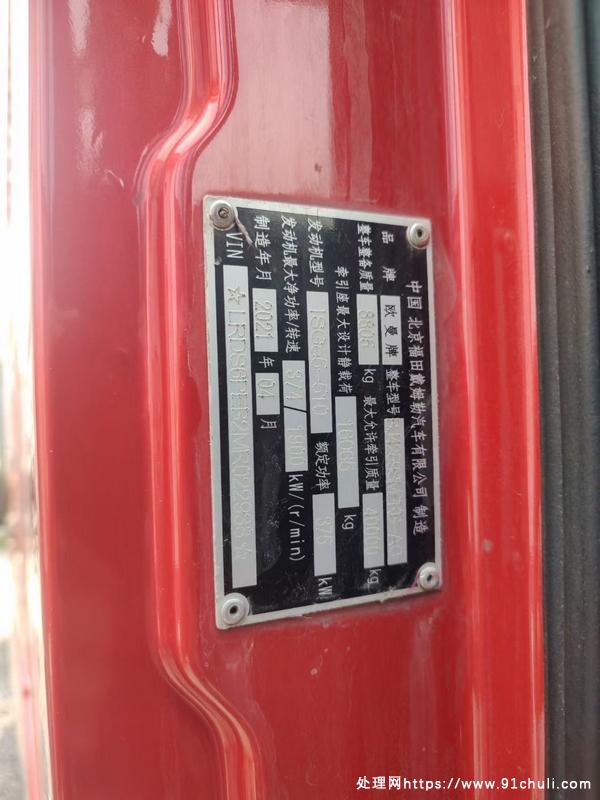 中国 北京福田戴姆勒汽车有限公司 制造
品 牌 欧曼牌 整车型号
整车整备质量 8805 kg 最大允许牵引质量 40000 kg
牵引座最大设计静载荷 kg
发动机型号 额定功率 kW
发动机最大净功率/转速 kW/(r/min)
制造年月 2021 年 04 月
VIN
处理网https://www.91chuli.com